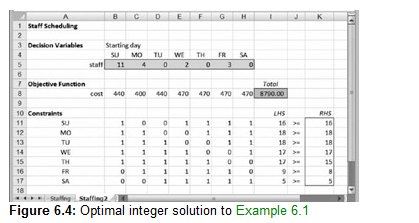 A B C D E F G H I J K
1 Staff Scheduling
2
3 Decision Variables Starting day
4 SU MO TU WE TH FR SA
5 staff 11 4 0 2 0 3 0
6
7 Objective Function Total
8 cost 440 400 440 470 470 470 470 8790.00
9
10 Constraints LHS RHS
11 SU 1 0 0 1 1 1 1 16 >= 16
12 MO 1 1 0 0 1 1 1 18 >= 18
13 TU 1 1 1 0 0 1 1 18 >= 18
14 WE 1 1 1 1 0 0 1 17 >= 17
15 TH 1 1 1 1 1 0 0 17 >= 15
16 FR 0 1 1 1 1 1 0 9 >= 8
17 SA 0 0 1 1 1 1 1 5 >= 5
18
Staffing Staffing2
Figure 6.4: Optimal integer solution to Example 6.1